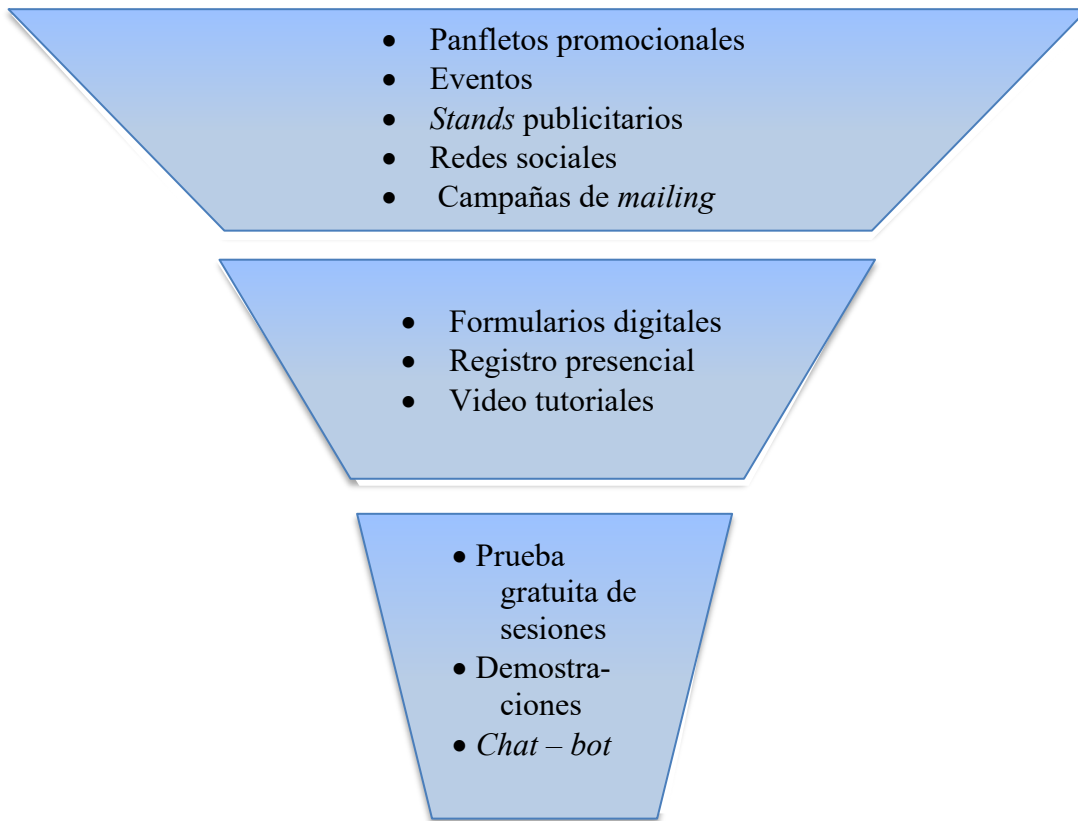 • Panfletos promocionales
• Eventos
• Stands publicitarios
• Redes sociales
• Campañas de mailing
• Formularios digitales
• Registro presencial
• Video tutoriales
• Prueba
gratuita de
sesiones
• Demostra-
ciones
• Chat – bot